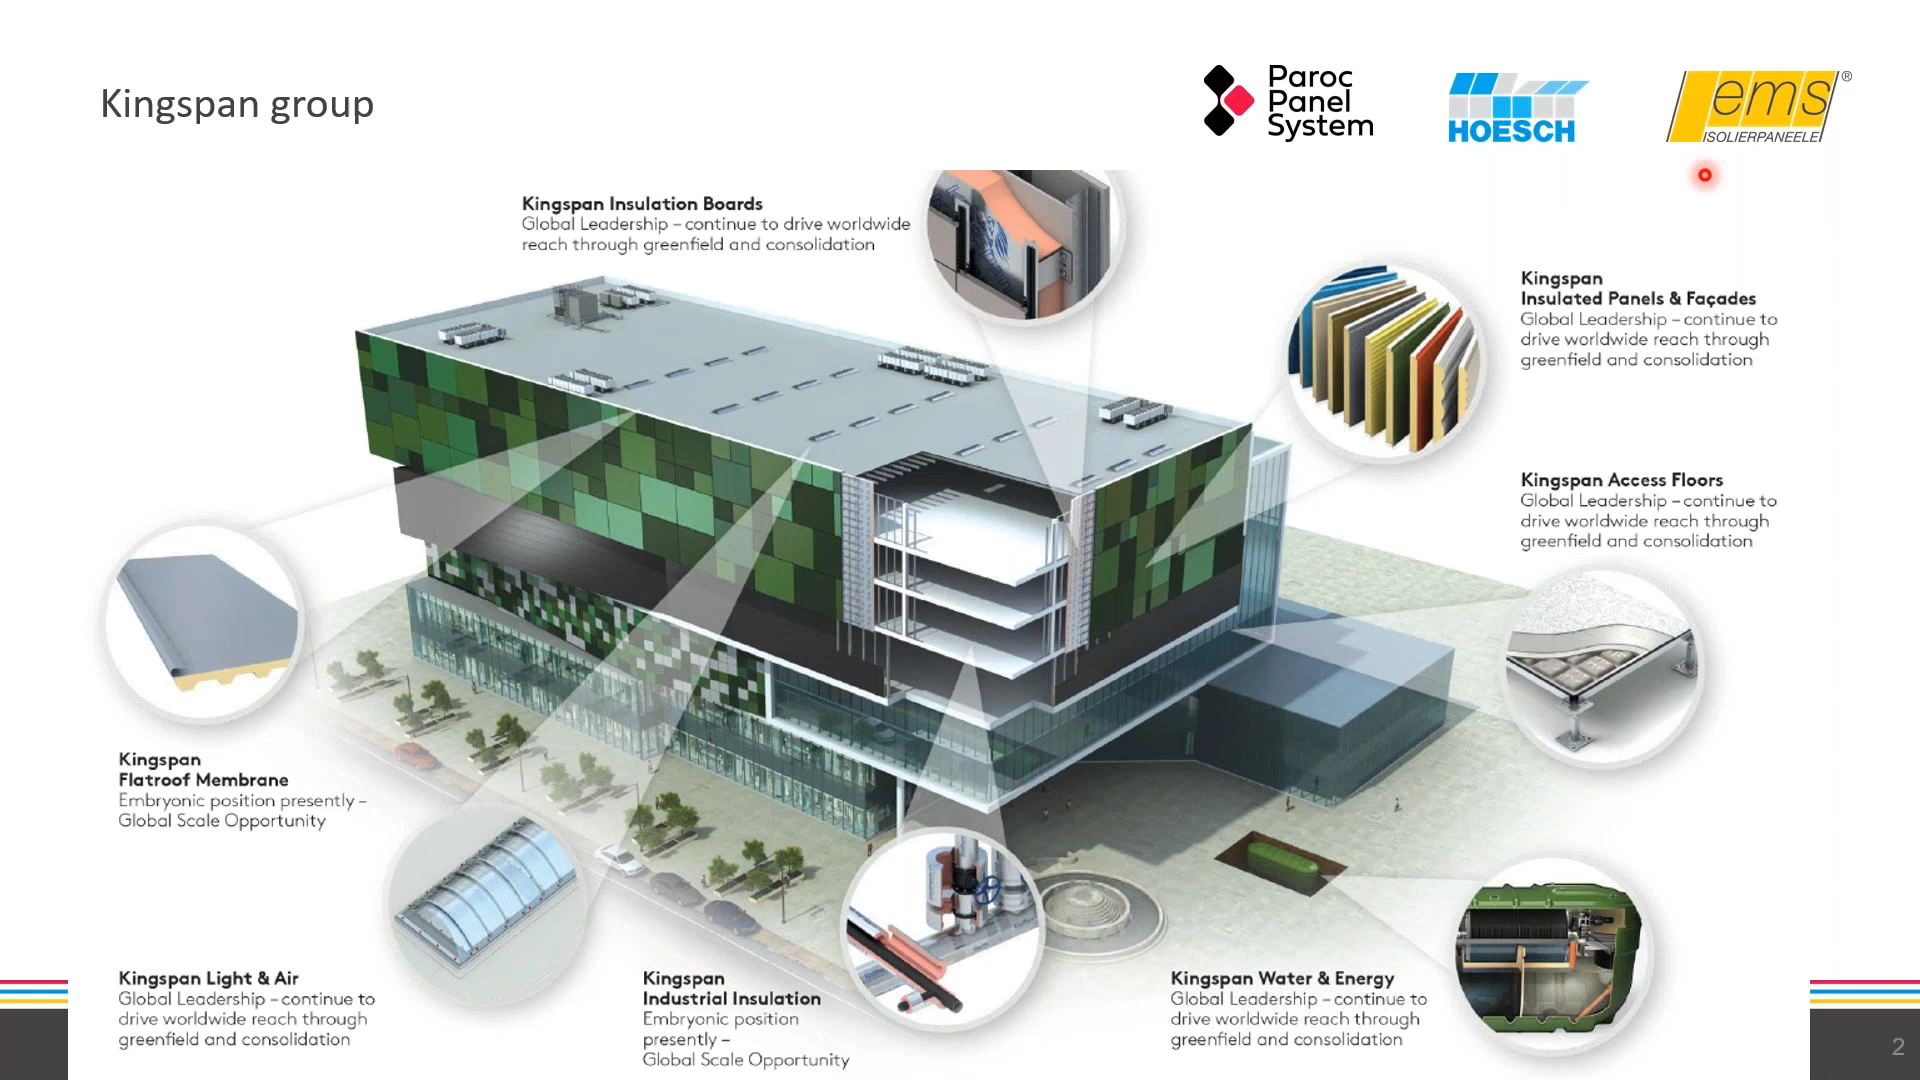 Kingspan group
Paroc
Panel
System
HOESCH
ems
®
ISOLIERPANEELE
Kingspan Insulation Boards
Global Leadership – continue to drive worldwide
reach through greenfield and consolidation
Kingspan
Insulated Panels & Façades
Global Leadership – continue to
drive worldwide reach through
greenfield and consolidation
Kingspan Access Floors
Global Leadership – continue to
drive worldwide reach through
greenfield and consolidation
Kingspan
Flatroof Membrane
Embryonic position presently –
Global Scale Opportunity
Kingspan Light & Air
Global Leadership – continue to
drive worldwide reach through
greenfield and consolidation
Kingspan
Industrial Insulation
Embryonic position
presently –
Global Scale Opportunity
Kingspan Water & Energy
Global Leadership – continue to
drive worldwide reach through
greenfield and consolidation
2